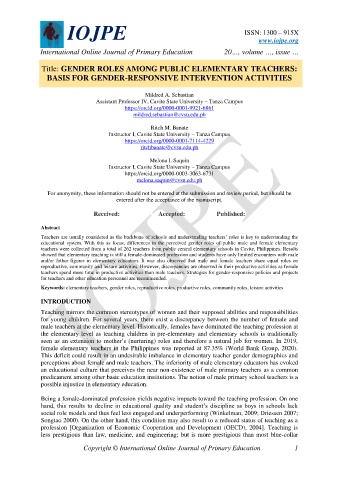 IOJPE
ISSN: 1300 – 915X
www.iojpe.org
International Online Journal of Primary Education 20…, volume …, issue …
Title: GENDER ROLES AMONG PUBLIC ELEMENTARY TEACHERS:
BASIS FOR GENDER-RESPONSIVE INTERVENTION ACTIVITIES
Mildred A. Sebastian
Assistant Professor IV, Cavite State University – Tanza Campus
https://orcid.org/0000-0001-9921-6861
mildred.sebastian@cvsu.edu.ph
Ritch M. Banate
Instructor I, Cavite State University – Tanza Campus
https://orcid.org/0000-0001-7114-4229
ritchbanate@cvsu.edu.ph
Melona I. Saquin
Instructor I, Cavite State University – Tanza Campus
https://orcid.org/0000-0003-3063-6731
melona.saquin@cvsu.edu.ph
For anonymity, these information should not be entered at the submission and review period, but should be
entered after the acceptance of the manuscript.
Received: Accepted: Published:
Abstract
Teachers are usually considered as the backbone of schools and understanding teachers' roles is key to understanding the
educational system. With this as focus, differences in the perceived gender roles of public male and female elementary
teachers were collected from a total of 262 teachers from public central elementary schools in Cavite, Philippines. Results
showed that elementary teaching is still a female-dominated profession and students have only limited encounters with male
and/or father figures in elementary education. It was also observed that male and female teachers share equal roles on
reproductive, community and leisure activities. However, discrepancies are observed in their productive activities as female
teachers spend more time in productive activities than male teachers. Strategies for gender-responsive policies and projects
for teachers and other education personnel are recommended.
Keywords: elementary teachers, gender roles, reproductive roles, productive roles, community roles, leisure activities
INTRODUCTION
Teaching mirrors the common stereotypes of women and their supposed abilities and responsibilities
for young children. For several years, there exist a discrepancy between the number of female and
male teachers at the elementary level. Historically, females have dominated the teaching profession at
the elementary level as teaching children in pre-elementary and elementary schools is traditionally
seen as an extension to mother's (nurturing) roles and therefore a natural job for women. In 2019,
female elementary teachers in the Philippines was reported at 87.35% (World Bank Group, 2020).
This deficit could result in an undesirable imbalance in elementary teacher gender demographics and
perceptions about female and male teachers. The inferiority of male elementary educators has evoked
an educational culture that perceives the near non-existence of male primary teachers as a common
predicament among other basic education institutions. The notion of male primary school teachers is a
possible injustice in elementary education.
Being a female-dominated profession yields negative impacts toward the teaching profession. On one
hand, this results to decline in educational quality and student's discipline as boys in schools lack
social role models and thus feel less engaged and underperforming (Winkelman, 2009; Driessen 2007;
Songtao 2000). On the other hand, this condition may also result to a reduced status of teaching as a
profession [Organization of Economic Cooperation and Development (OECD), 2004]. Teaching is
less prestigious than law, medicine, and engineering; but is more prestigious than most blue-collar
Copyright © International Online Journal of Primary Education 1